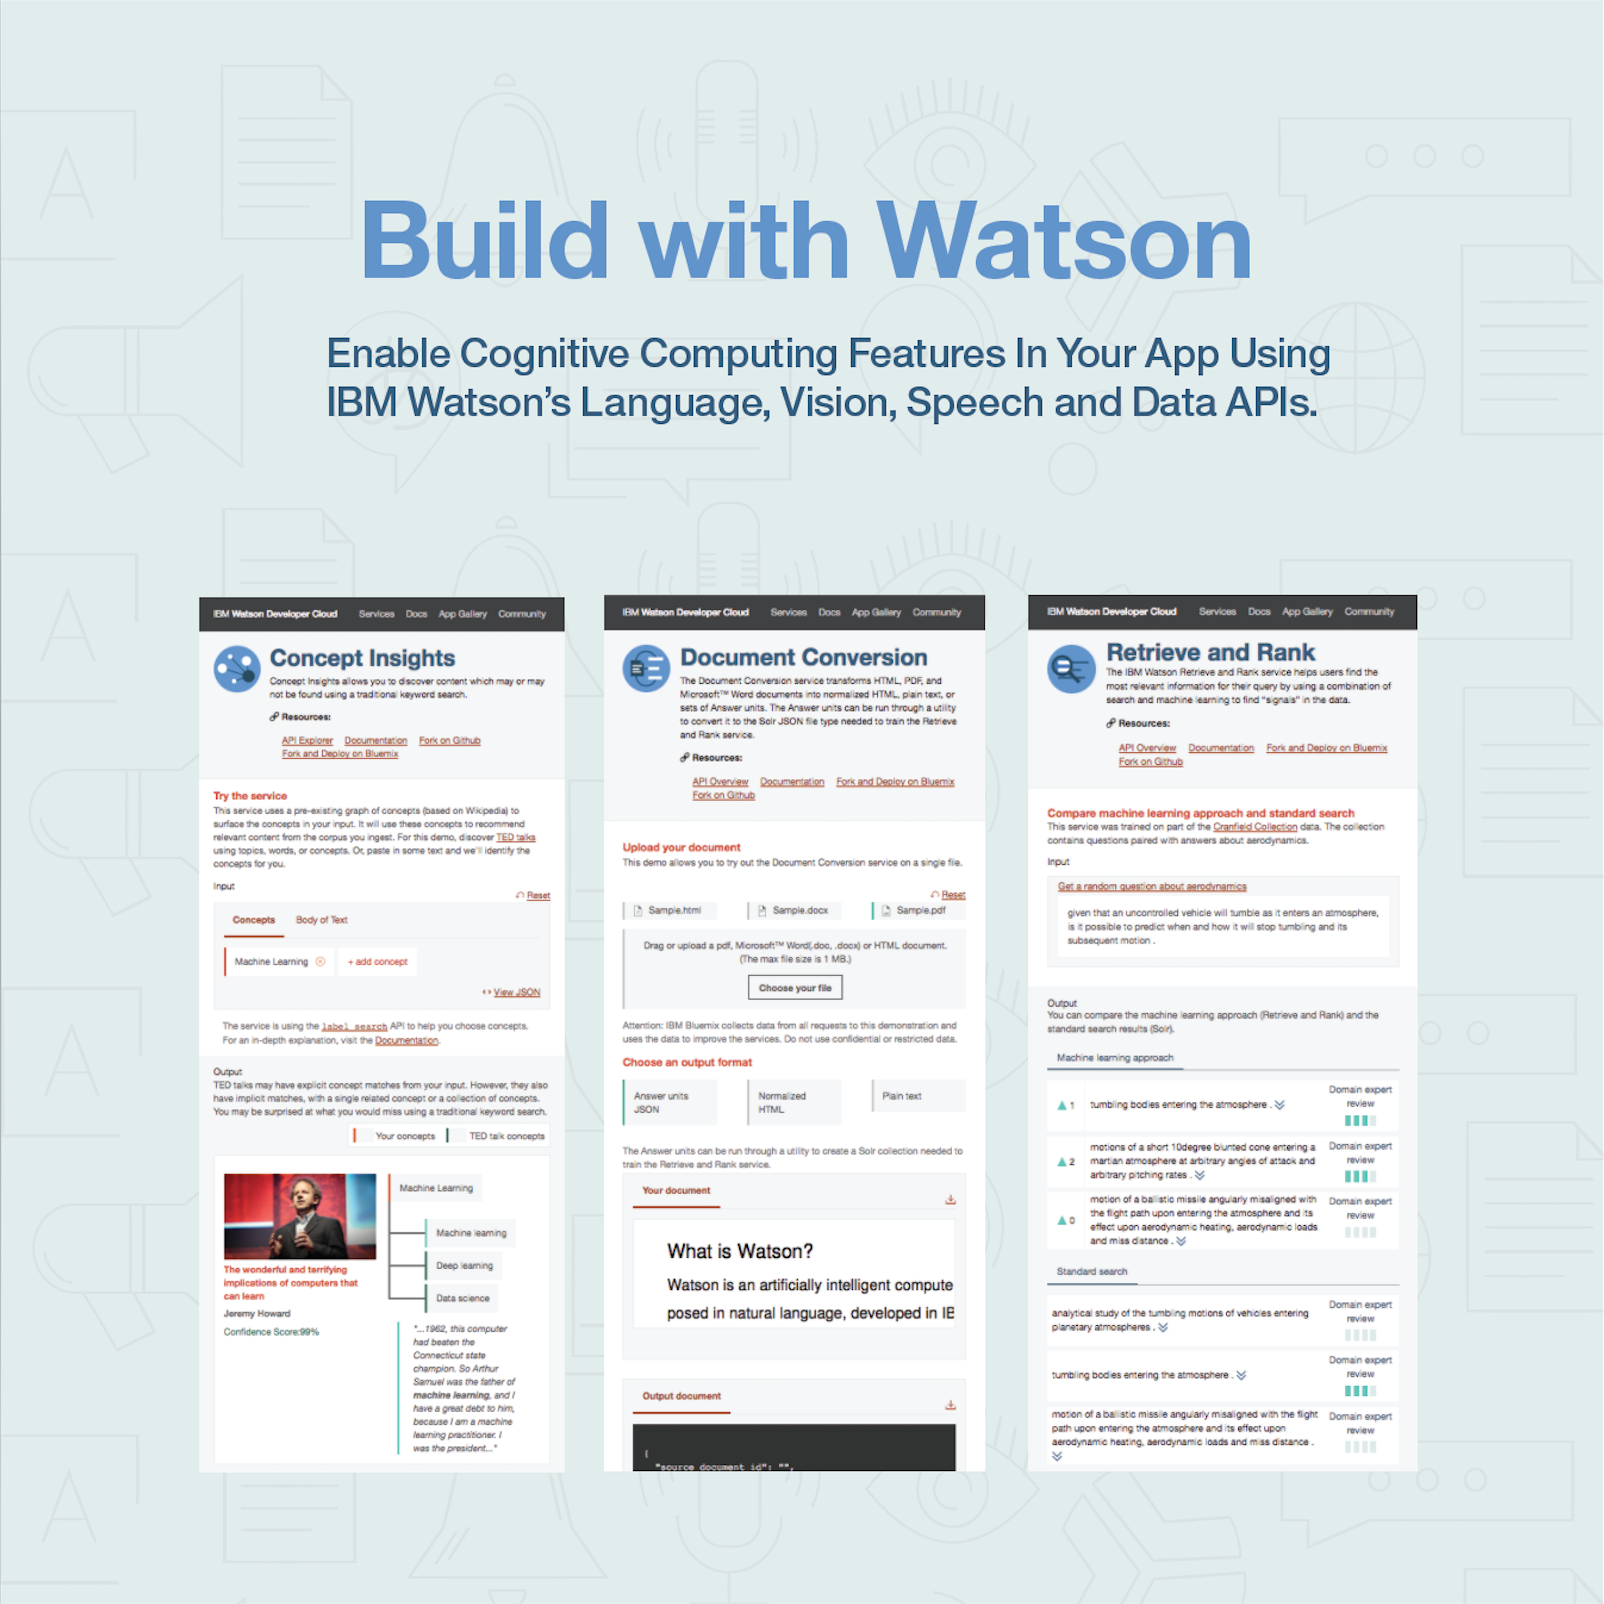 Build with Watson
Enable Cognitive Computing Features In Your App Using
IBM Watson's Language, Vision, Speech and Data APIs.
IBM Watson Developer Cloud Services Docs App Gallery Community
Concept Insights
Concept Insights allows you to discover content which may or may
not be found using a traditional keyword search.
Resources:
API Explorer Documentation Fork on Github
Fork and Deploy on Bluemix
Try the service
This service uses a pre-existing graph of concepts (based on Wikipedia) to
surface the concepts in your input. It will use these concepts to recommend
relevant content from the corpus you ingest. For this demo, discover TED talks
using topics, words, or concepts. Or, paste in some text and we'll identify the
concepts for you.
Input
Reset
Concepts Body of Text
Machine Learning + add concept
<> View JSON
The service is using the label_search API to help you choose concepts.
For an in-depth explanation, visit the Documentation.
Output
TED talks may have explicit concept matches from your input. However, they also
have implicit matches, with a single related concept or a collection of concepts.
You may be surprised at what you would miss using a traditional keyword search.
Your concepts TED talk concepts
The wonderful and terrifying
implications of computers that
can learn
Jeremy Howard
Confidence Score:99%
Machine Learning
Machine learning
Deep learning
Data science
"...1962, this computer
had beaten the
Connecticut state
champion. So Arthur
Samuel was the father of
machine learning, and I
have a great debt to him,
because I am a machine
learning practitioner. I
was the president..."
IBM Watson Developer Cloud Services Docs App Gallery Community
Document Conversion
The Document Conversion service transforms HTML, PDF, and
Microsoft™ Word documents into normalized HTML, plain text, or
sets of Answer units. The Answer units can be run through a utility
to convert it to the Solr JSON file type needed to train the Retrieve
and Rank service.
Resources:
API Overview Documentation Fork and Deploy on Bluemix
Fork on Github
Upload your document
This demo allows you to try out the Document Conversion service on a single file.
Reset
Sample.html Sample.docx Sample.pdf
Drag or upload a pdf, Microsoft™ Word(.doc, .docx) or HTML document.
(The max file size is 1 MB.)
Choose your file
Attention: IBM Bluemix collects data from all requests to this demonstration and
uses the data to improve the services. Do not use confidential or restricted data.
Choose an output format
Answer units
JSON
Normalized
HTML
Plain text
The Answer units can be run through a utility to create a Solr collection needed to
train the Retrieve and Rank service.
Your document
What is Watson?
Watson is an artificially intelligent compute
posed in natural language, developed in IB
Output document
{
"source_document_id": "",
IBM Watson Developer Cloud Services Docs App Gallery Community
Retrieve and Rank
The IBM Watson Retrieve and Rank service helps users find the
most relevant information for their query by using a combination of
search and machine learning to find "signals" in the data.
Resources:
API Overview Documentation Fork and Deploy on Bluemix
Fork on Github
Compare machine learning approach and standard search
This service was trained on part of the Cranfield Collection data. The collection
contains questions paired with answers about aerodynamics.
Input
Get a random question about aerodynamics
given that an uncontrolled vehicle will tumble as it enters an atmosphere,
is it possible to predict when and how it will stop tumbling and its
subsequent motion .
Output
You can compare the machine learning approach (Retrieve and Rank) and the
standard search results (Solr).
Machine learning approach
1 tumbling bodies entering the atmosphere .
Domain expert
review
2 motions of a short 10degree blunted cone entering a
martian atmosphere at arbitrary angles of attack and
arbitrary pitching rates .
Domain expert
review
0 motion of a ballistic missile angularly misaligned with
the flight path upon entering the atmosphere and its
effect upon aerodynamic heating, aerodynamic loads
and miss distance .
Domain expert
review
Standard search
analytical study of the tumbling motions of vehicles entering
planetary atmospheres .
Domain expert
review
tumbling bodies entering the atmosphere .
Domain expert
review
motion of a ballistic missile angularly misaligned with the flight
path upon entering the atmosphere and its effect upon
aerodynamic heating, aerodynamic loads and miss distance .
Domain expert
review
A
A
A
A